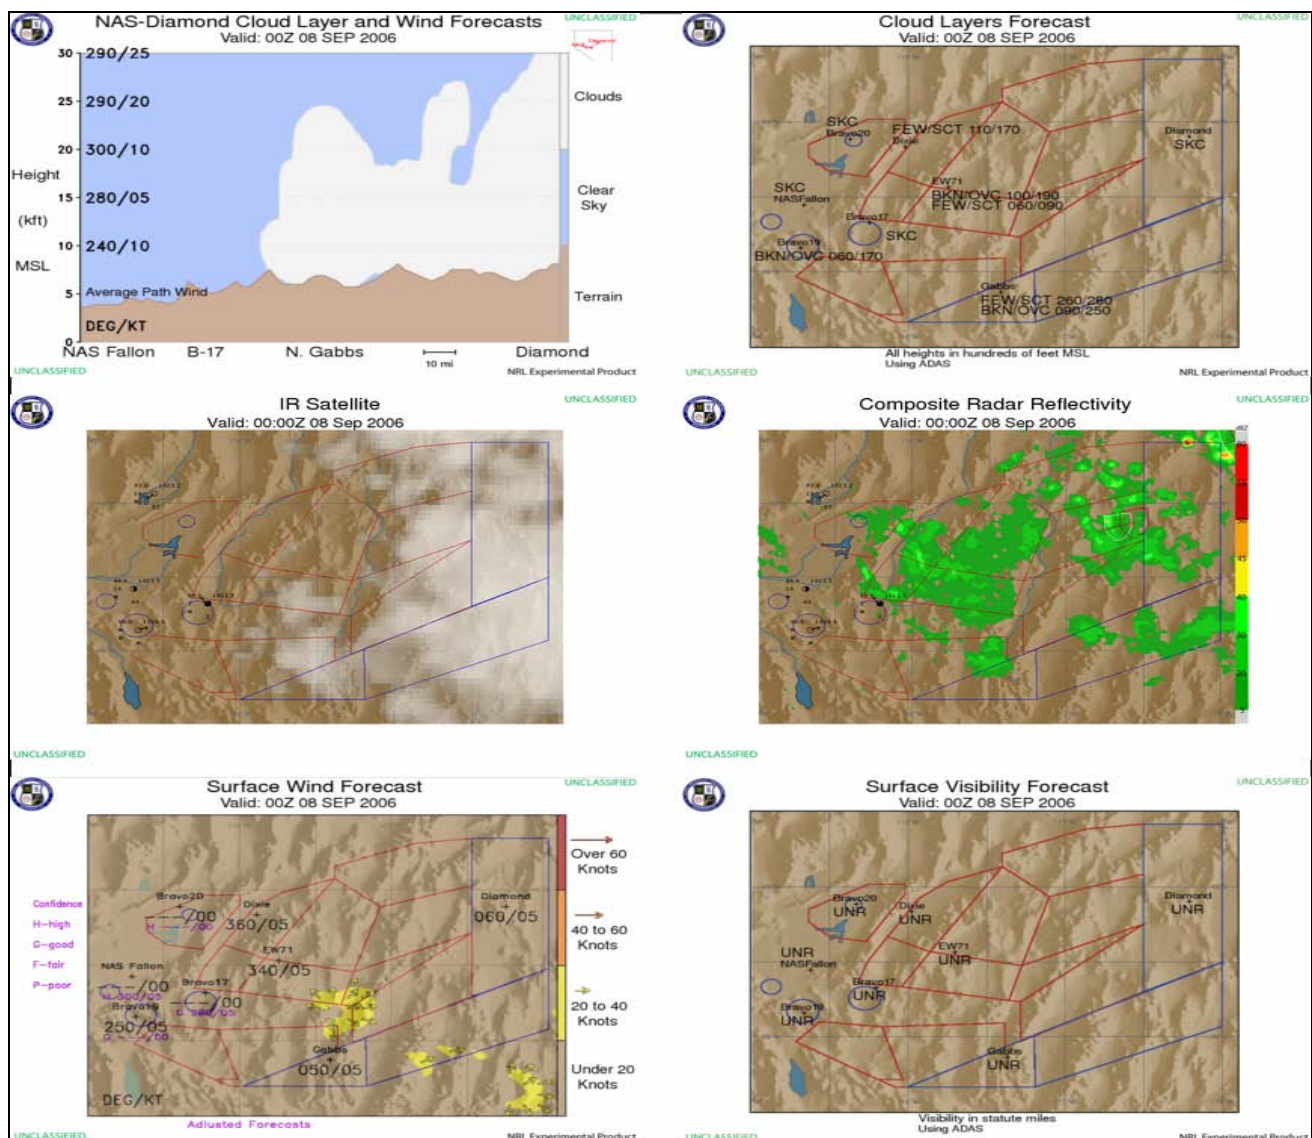 NAS-Diamond Cloud Layer and Wind Forecasts
UNCLASSIFIED
Valid: 00Z 08 SEP 2006
30 290/25
25 290/20
Clouds
20 300/10
Height
15 280/05
Clear
Sky
(kft)
10 240/10
MSL
5
Average Path Wind
Terrain
DEG/KT
0
NAS Fallon B-17 N. Gabbs 10 mi Diamond
UNCLASSIFIED
NRL Experimental Product
Cloud Layers Forecast
UNCLASSIFIED
Valid: 00Z 08 SEP 2006
SKC
Bravo20
FEW/SCT 110/170
Dixie
Diamond
SKC
SKC
NASFallon
EW71
BKN/OVC 100/190
FEW/SCT 060/090
Bravo17
SKC
Bravo19
BKN/OVC 060/170
Gabbs
FEW/SCT 260/280
BKN/OVC 090/250
All heights in hundreds of feet MSL
Using ADAS
UNCLASSIFIED
NRL Experimental Product
IR Satellite
UNCLASSIFIED
Valid: 00:00Z 08 Sep 2006
UNCLASSIFIED
Composite Radar Reflectivity
UNCLASSIFIED
Valid: 00:00Z 08 Sep 2006
UNCLASSIFIED
Surface Wind Forecast
UNCLASSIFIED
Valid: 00Z 08 SEP 2006
Over 60
Knots
40 to 60
Knots
20 to 40
Knots
Under 20
Knots
Confidence
H-high
G-good
F-fair
P-poor
Bravo20
Dixie
360/05
Diamond
060/05
EW71
340/05
NAS Fallon
Bravo17
250/05
Gabbs
050/05
DEG/KT
Adjusted Forecasts
UNCLASSIFIED
NRL Experimental Product
Surface Visibility Forecast
UNCLASSIFIED
Valid: 00Z 08 SEP 2006
Bravo20
UNR
Dixie
UNR
Diamond
UNR
UNR
NASFallon
EW71
UNR
Bravo17
UNR
Bravo19
UNR
Gabbs
UNR
Visibility in statute miles
Using ADAS
UNCLASSIFIED
NRL Experimental Product